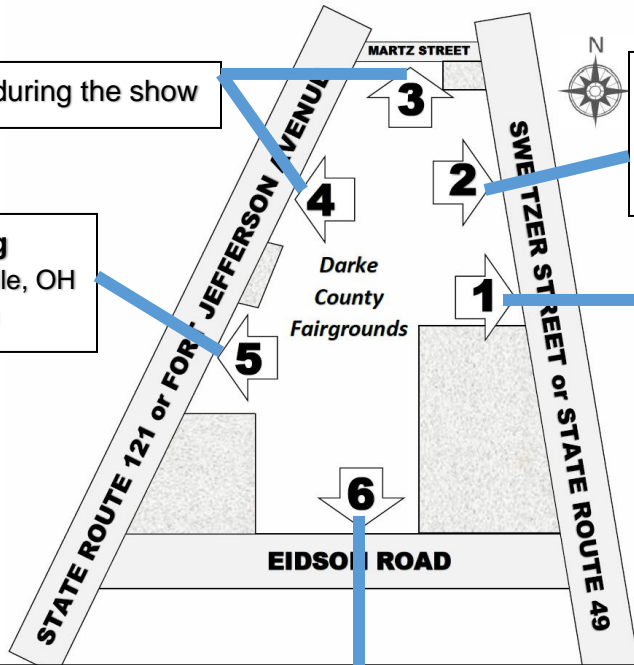 MARTZ STREET
N
during the show
3
2
4
g
le, OH
Darke
County
Fairgrounds
1
5
6
STATE ROUTE 121 or FORT JEFFERSON AVENUE
SWEITZER STREET or STATE ROUTE 49
EIDSON ROAD